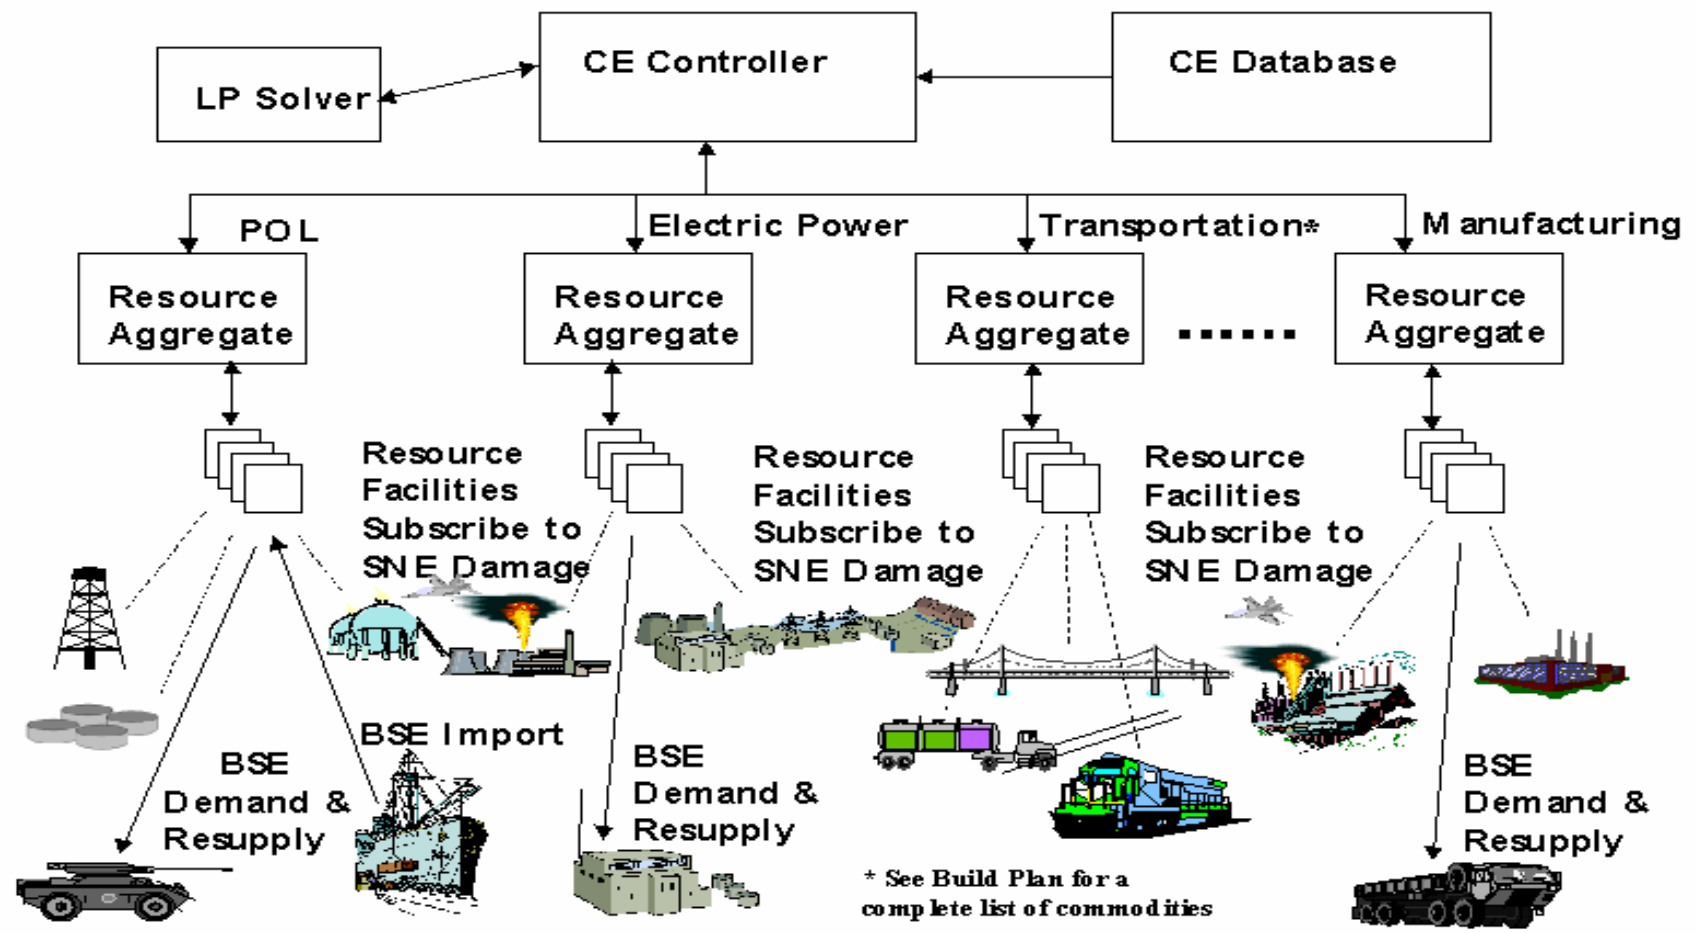 LP Solver
CE Controller
CE Database
POL
Electric Power
Transportation*
Manufacturing
Resource
Aggregate
Resource
Aggregate
Resource
Aggregate
......
Resource
Aggregate
Resource
Facilities
Subscribe to
SNE Damage
Resource
Facilities
Subscribe to
SNE Damage
Resource
Facilities
Subscribe to
SNE Damage
BSE
Demand &
Resupply
BSE Import
BSE
Demand &
Resupply
BSE
Demand &
Resupply
* See Build Plan for a
complete list of commodities